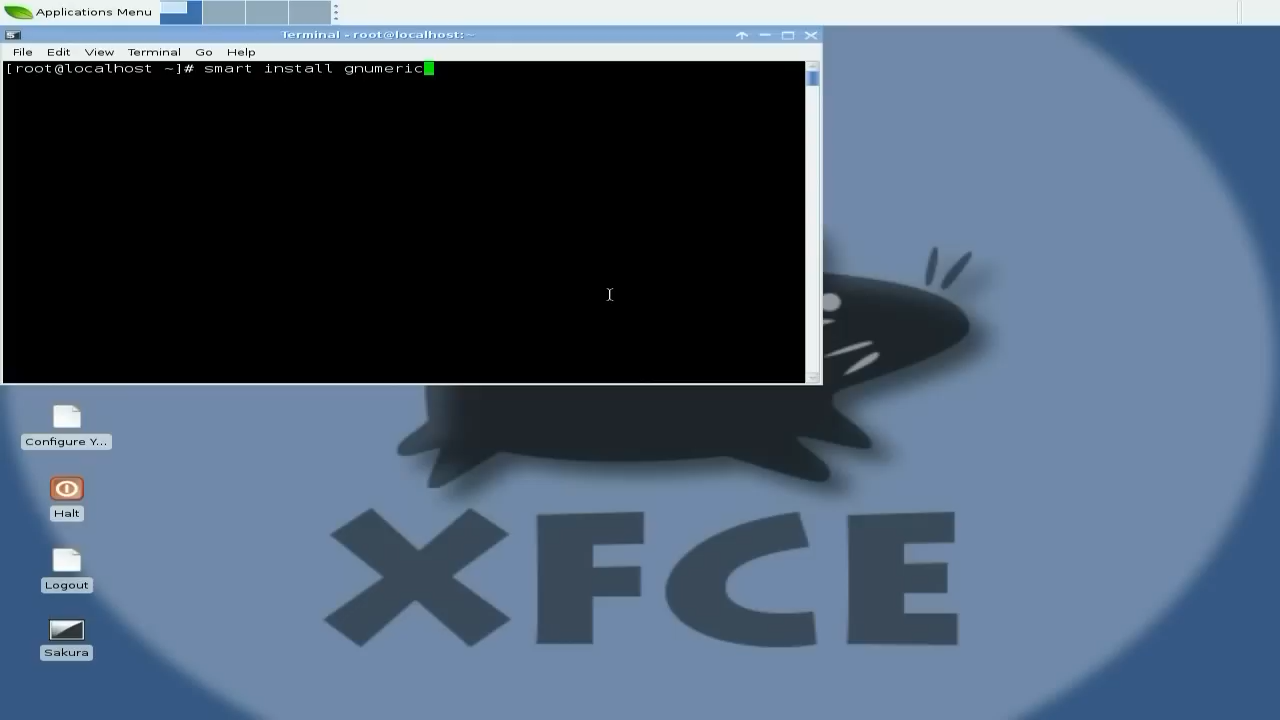 Applications Menu
Terminal - root@localhost:~
File Edit View Terminal Go Help
[root@localhost ~]# smart install gnumeric
Configure Y...
Halt
Logout
Sakura
XFCE